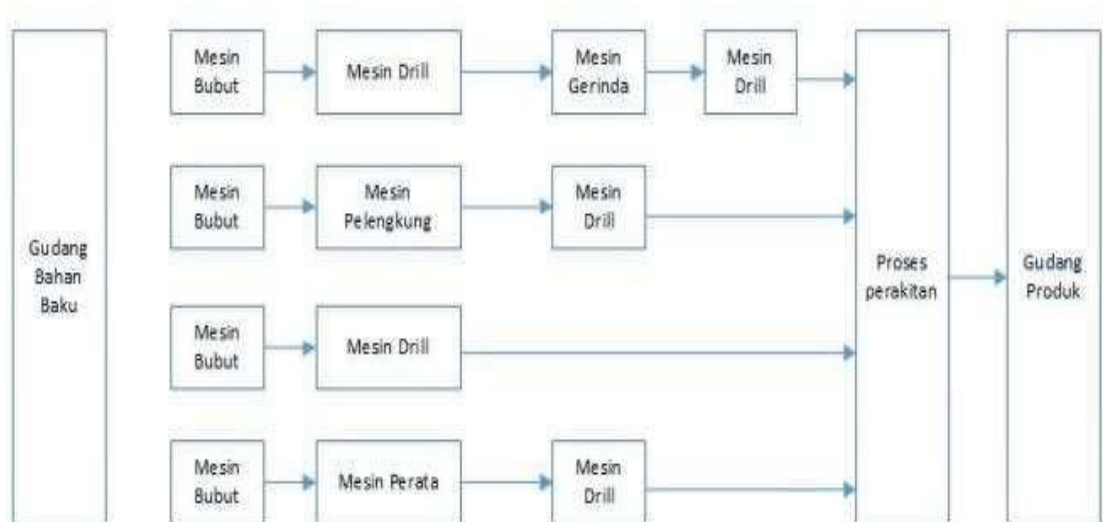 Mesin
Bubut
Mesin Drill
Mesin
Gerinda
Mesin
Drill
Mesin
Bubut
Mesin
Pelengkung
Mesin
Drill
Gudang
Bahan
Baku
Proses
perakitan
Gudang
Produk
Mesin
Bubut
Mesin Drill
Mesin
Bubut
Mesin Perata
Mesin
Drill